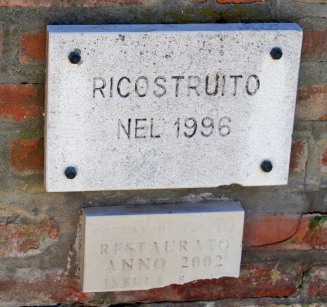 RICOSTRUITO
NEL 1996
RESTAURATO
ANNO 2002